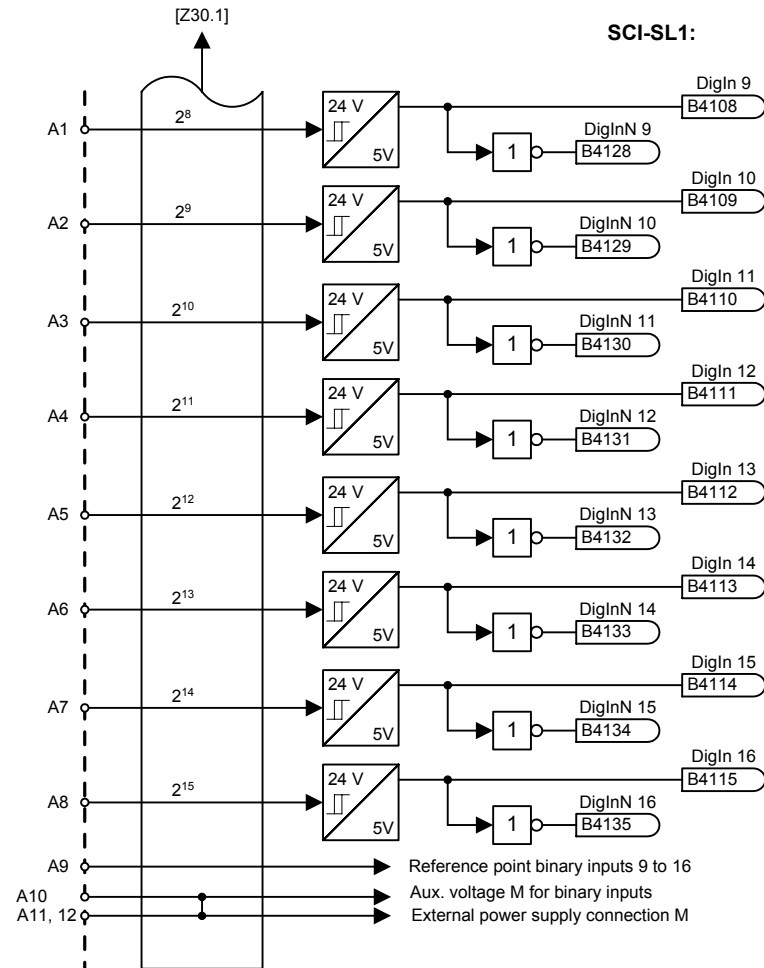 [Z30.1]
SCI-SL1:
DigIn 9
A1 2⁸ 24 V 5V B4108
DigInN 9
1 B4128
DigIn 10
A2 2⁹ 24 V 5V B4109
DigInN 10
1 B4129
DigIn 11
A3 2¹⁰ 24 V 5V B4110
DigInN 11
1 B4130
DigIn 12
A4 2¹¹ 24 V 5V B4111
DigInN 12
1 B4131
DigIn 13
A5 2¹² 24 V 5V B4112
DigInN 13
1 B4132
DigIn 14
A6 2¹³ 24 V 5V B4113
DigInN 14
1 B4133
DigIn 15
A7 2¹⁴ 24 V 5V B4114
DigInN 15
1 B4134
DigIn 16
A8 2¹⁵ 24 V 5V B4115
DigInN 16
1 B4135
A9 Reference point binary inputs 9 to 16
A10 Aux. voltage M for binary inputs
A11, 12 External power supply connection M